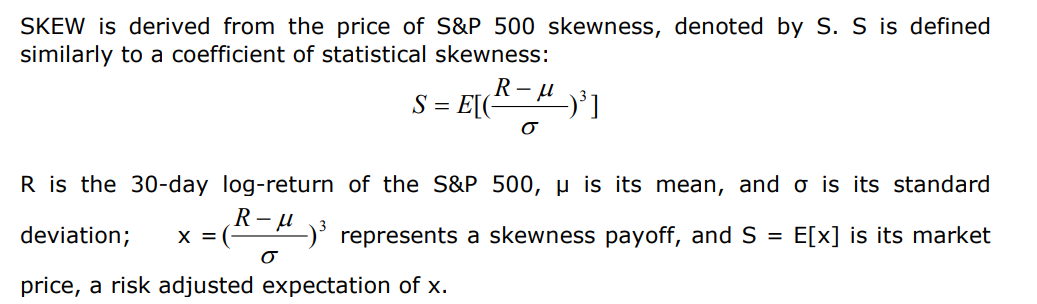 SKEW is derived from the price of S&P 500 skewness, denoted by S. S is defined
similarly to a coefficient of statistical skewness:
S = E[(\frac{R − μ}{σ})^3]
R is the 30-day log-return of the S&P 500, μ is its mean, and σ is its standard
deviation; x = (\frac{R − μ}{σ})^3 represents a skewness payoff, and S = E[x] is its market
price, a risk adjusted expectation of x.